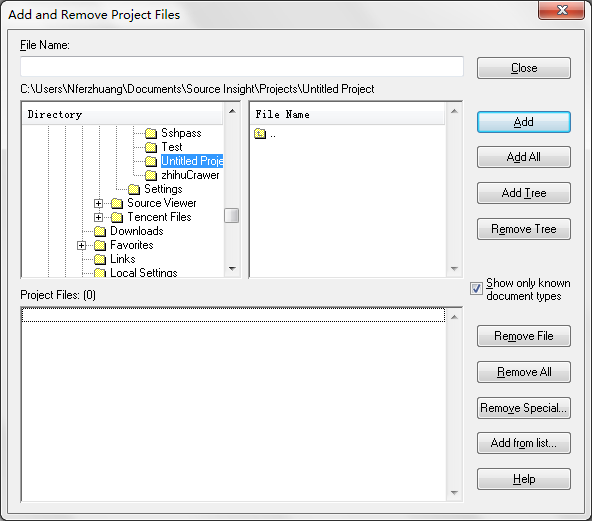 Add and Remove Project Files
File Name:
Close
C:\Users\Nferzhuang\Documents\Source Insight\Projects\Untitled Project
Directory
File Name
Sshpass
..
Test
Untitled Proje
zhihuCrawer
Settings
Source Viewer
Tencent Files
Downloads
Favorites
Links
Local Settings
Add
Add All
Add Tree
Remove Tree
Show only known
document types
Project Files: (0)
Remove File
Remove All
Remove Special...
Add from list...
Help